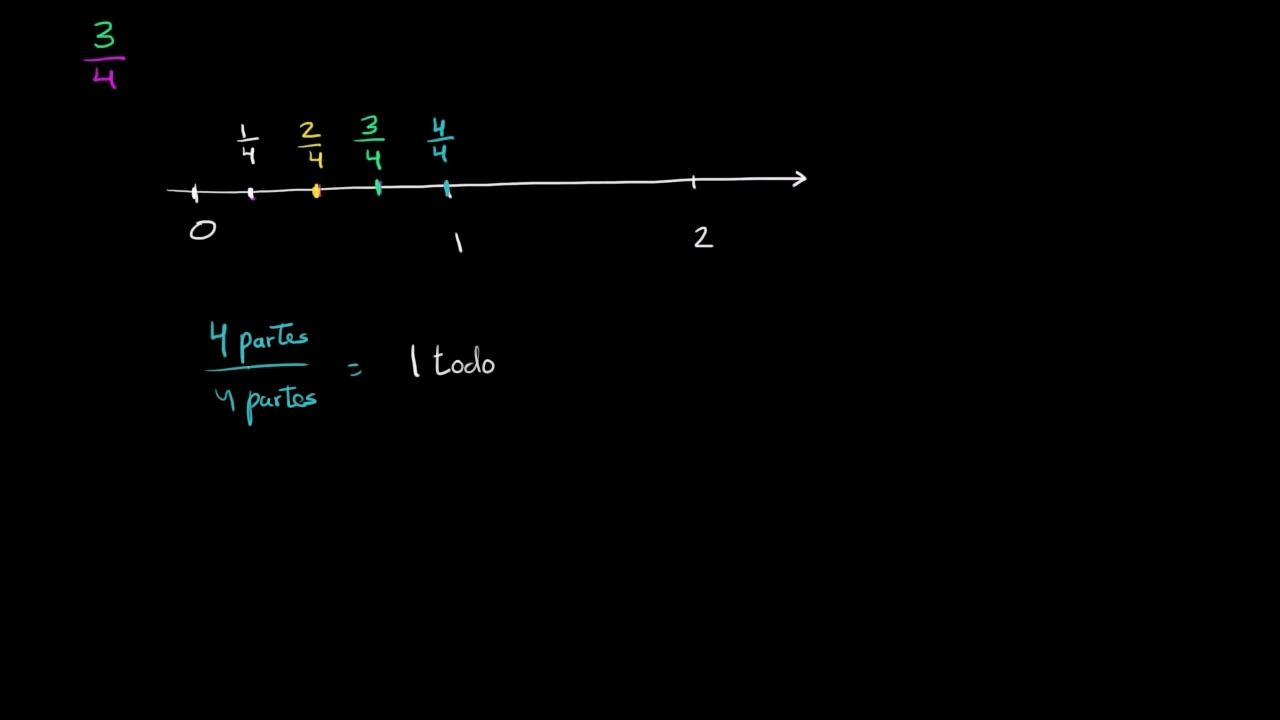 3/4
1/4 2/4 3/4 4/4
0 1 2
4 partes/4 partes = 1 todo